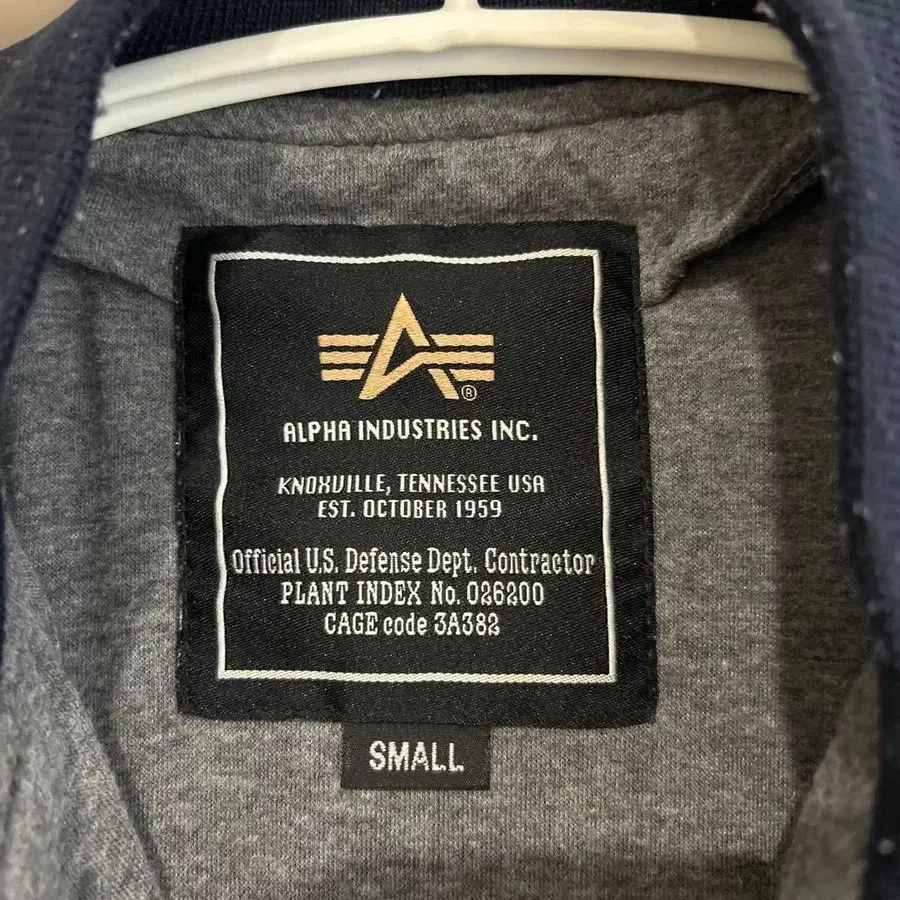 ®
ALPHA INDUSTRIES INC.
KNOXVILLE, TENNESSEE USA
EST. OCTOBER 1959
Official U.S. Defense Dept. Contractor
PLANT INDEX No. 026200
CAGE code 3A382
SMALL